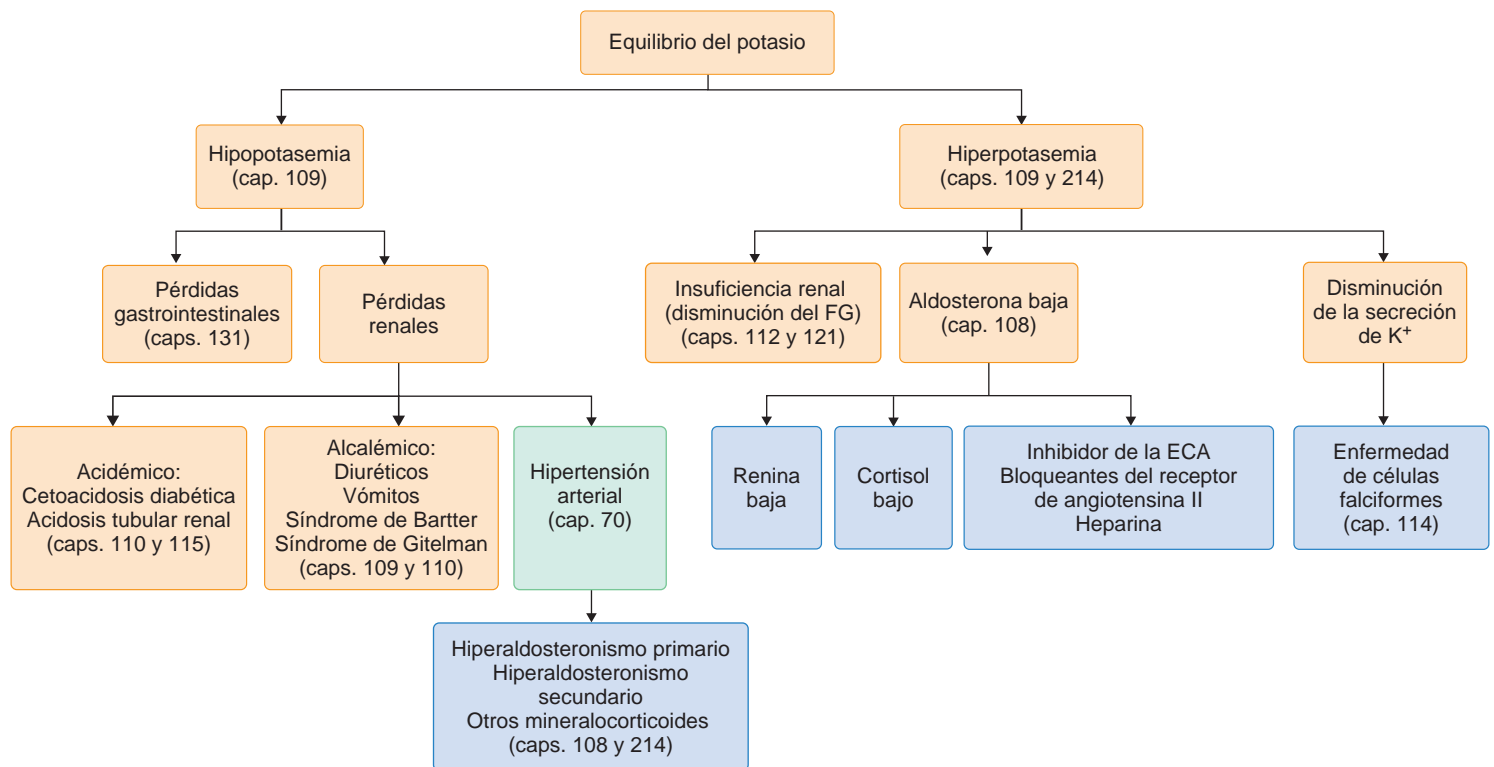 Equilibrio del potasio
Hipopotasemia
(cap. 109)
Hiperpotasemia
(caps. 109 y 214)
Pérdidas
gastrointestinales
(caps. 131)
Pérdidas
renales
Insuficiencia renal
(disminución del FG)
(caps. 112 y 121)
Aldosterona baja
(cap. 108)
Disminución
de la secreción
de K⁺
Acidémico:
Cetoacidosis diabética
Acidosis tubular renal
(caps. 110 y 115)
Alcalémico:
Diuréticos
Vómitos
Síndrome de Bartter
Síndrome de Gitelman
(caps. 109 y 110)
Hipertensión
arterial
(cap. 70)
Renina
baja
Cortisol
bajo
Inhibidor de la ECA
Bloqueantes del receptor
de angiotensina II
Heparina
Enfermedad
de células
falciformes
(cap. 114)
Hiperaldosteronismo primario
Hiperaldosteronismo
secundario
Otros mineralocorticoides
(caps. 108 y 214)